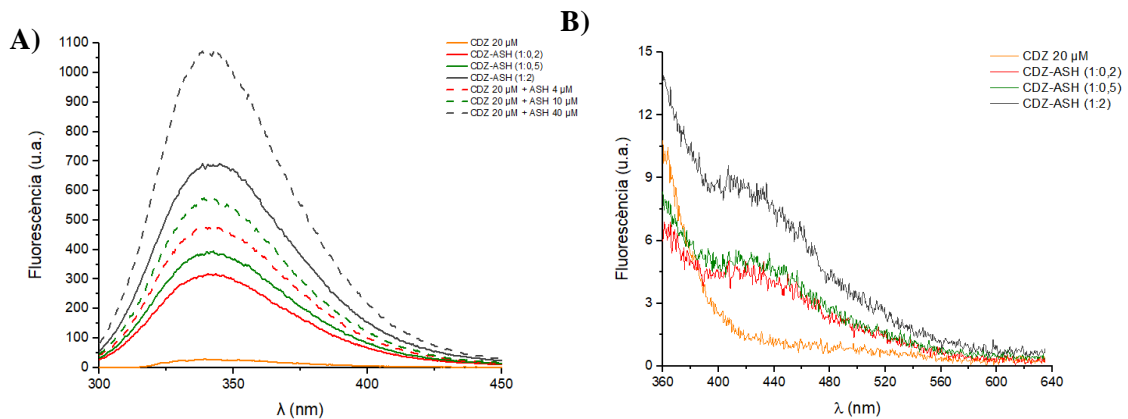 A)
Fluorescència (u.a.)
1100
1000
900
800
700
600
500
400
300
200
100
0
300
350
400
450
λ (nm)
CDZ 20 µM
CDZ-ASH (1:0,2)
CDZ-ASH (1:0,5)
CDZ-ASH (1:2)
CDZ 20 µM + ASH 4 µM
CDZ 20 µM + ASH 10 µM
CDZ 20 µM + ASH 40 µM
B)
Fluorescència (u.a.)
15
12
9
6
3
0
360
400
440
480
520
560
600
640
λ (nm)
CDZ 20 µM
CDZ-ASH (1:0,2)
CDZ-ASH (1:0,5)
CDZ-ASH (1:2)